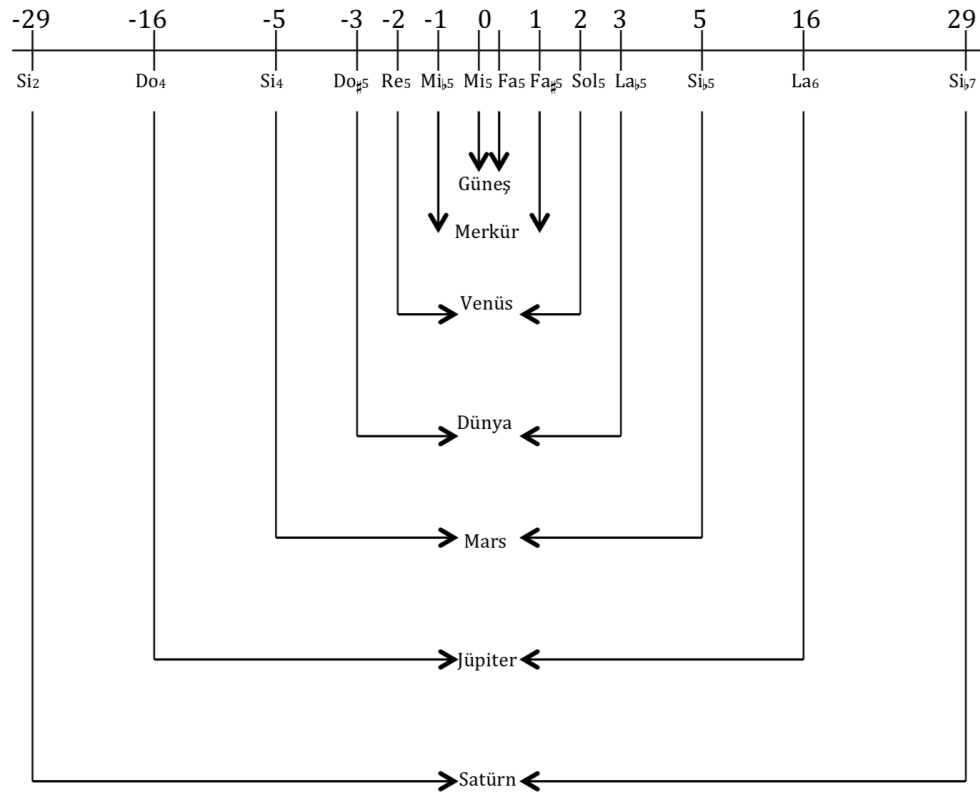 -29 -16 -5 -3 -2 -1 0 1 2 3 5 16 29
Si2 Do4 Si4 Do♯5 Re5 Mi♭5 Mi5 Fa5 Fa♯5 Sol5 La♭5 Si♭5 La6 Si♭7
Güneş
Merkür
Venüs
Dünya
Mars
Jüpiter
Satürn